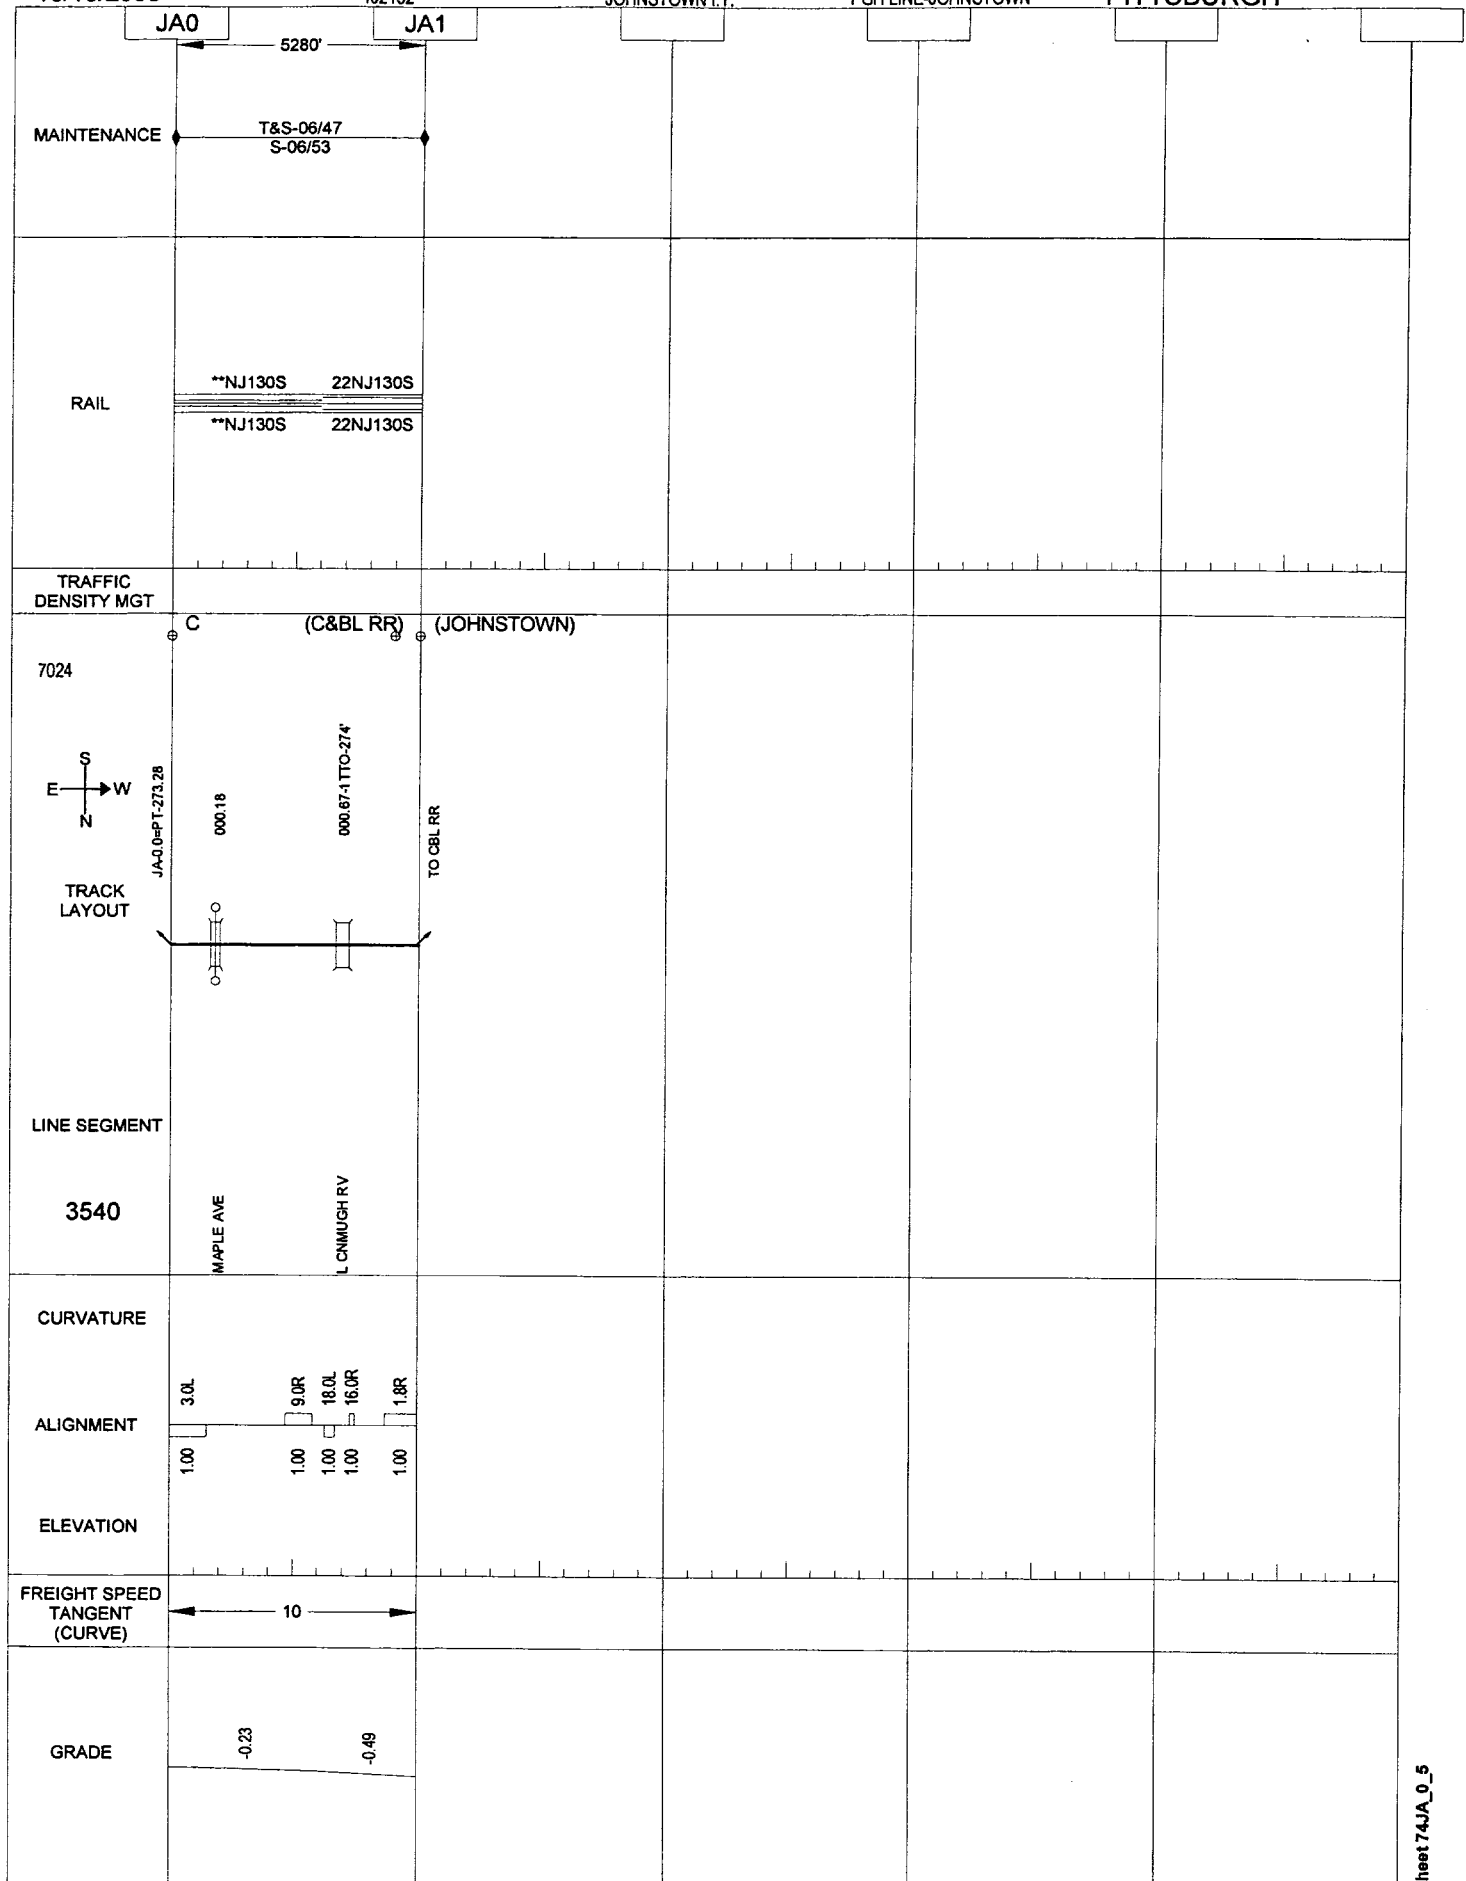 JOHNSTOWN I.T.
PITTSBURGH
JA0
JA1
5280'
MAINTENANCE
T&S-06/47
S-06/53
RAIL
**NJ130S 22NJ130S
**NJ130S 22NJ130S
TRAFFIC
DENSITY MGT
C (C&BL RR) (JOHNSTOWN)
7024
S
E W
N
JA-0.0=PT-273.28
000.18
000.67-1TTO-274'
TO CBL RR
TRACK
LAYOUT
LINE SEGMENT
3540
MAPLE AVE
L CNMUGH RV
CURVATURE
3.0L
9.0R
18.0L
16.0R
1.8R
ALIGNMENT
1.00
1.00
1.00
1.00
1.00
ELEVATION
FREIGHT SPEED
TANGENT
(CURVE)
10
GRADE
-0.23
-0.49
heet 74JA_0_5